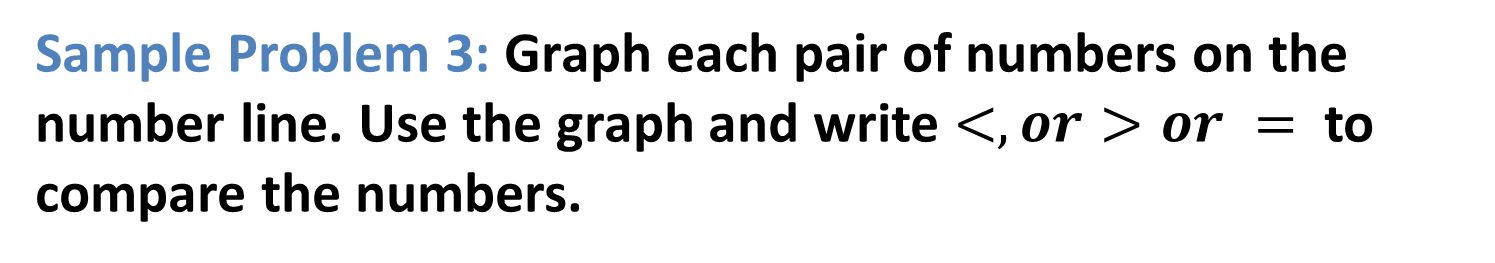 Sample Problem 3: Graph each pair of numbers on the
number line. Use the graph and write <, or > or = to
compare the numbers.